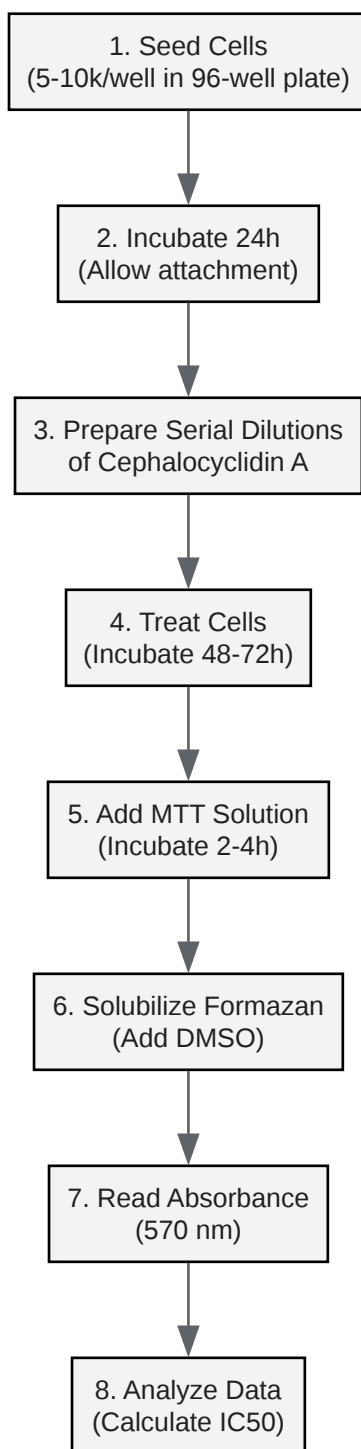 1. Seed Cells
(5-10k/well in 96-well plate)
2. Incubate 24h
(Allow attachment)
3. Prepare Serial Dilutions
of Cephalocyclidin A
4. Treat Cells
(Incubate 48-72h)
5. Add MTT Solution
(Incubate 2-4h)
6. Solubilize Formazan
(Add DMSO)
7. Read Absorbance
(570 nm)
8. Analyze Data
(Calculate IC50)